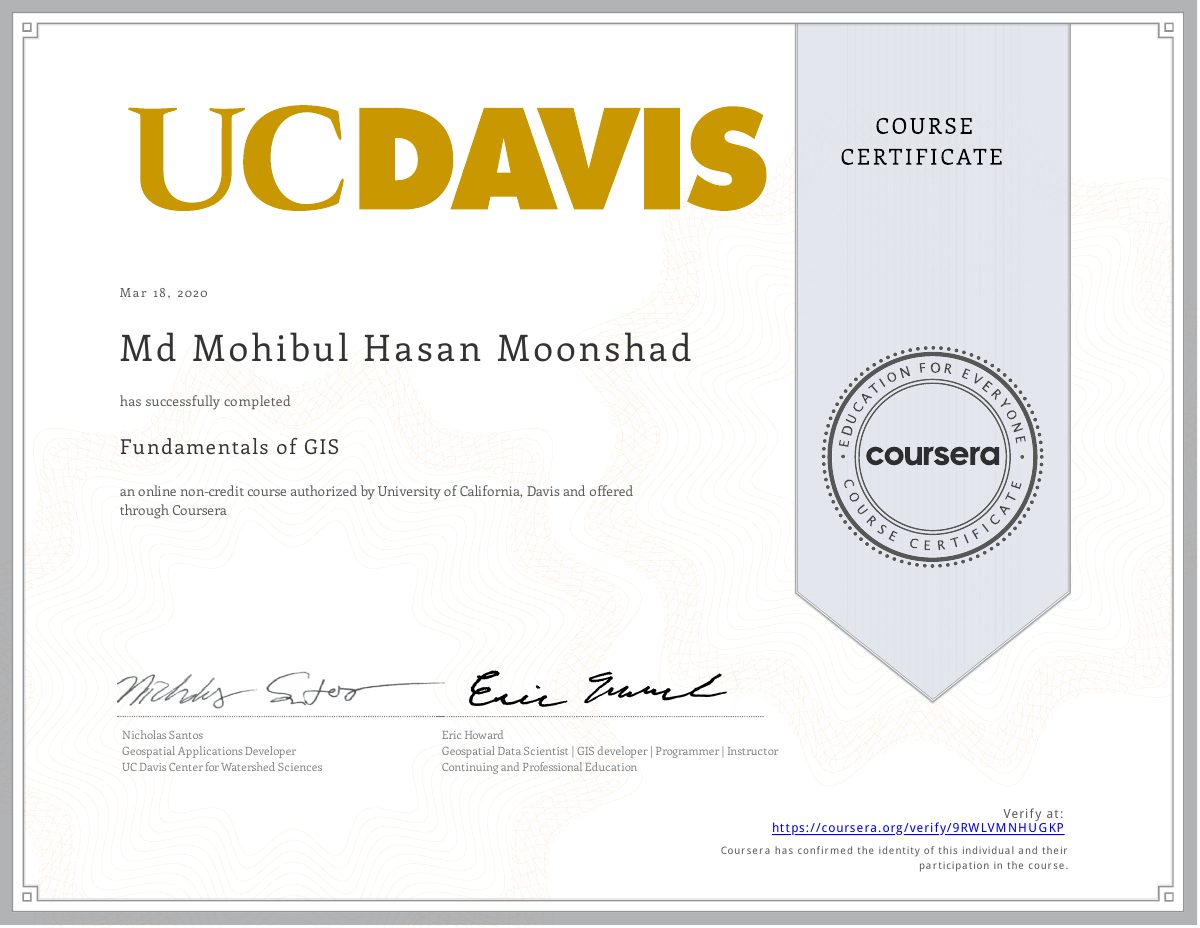 UCDAVIS
COURSE
CERTIFICATE
Mar 18, 2020
Md Mohibul Hasan Moonshad
has successfully completed
Fundamentals of GIS
an online non-credit course authorized by University of California, Davis and offered
through Coursera
EDUCATION FOR EVERYONE
coursera
COURSE CERTIFICATE
Nicholas Santos
Eric Howard
Nicholas Santos
Geospatial Applications Developer
UC Davis Center for Watershed Sciences
Eric Howard
Geospatial Data Scientist | GIS developer | Programmer | Instructor
Continuing and Professional Education
Verify at:
https://coursera.org/verify/9RWLVMNHUGKP
Coursera has confirmed the identity of this individual and their
participation in the course.